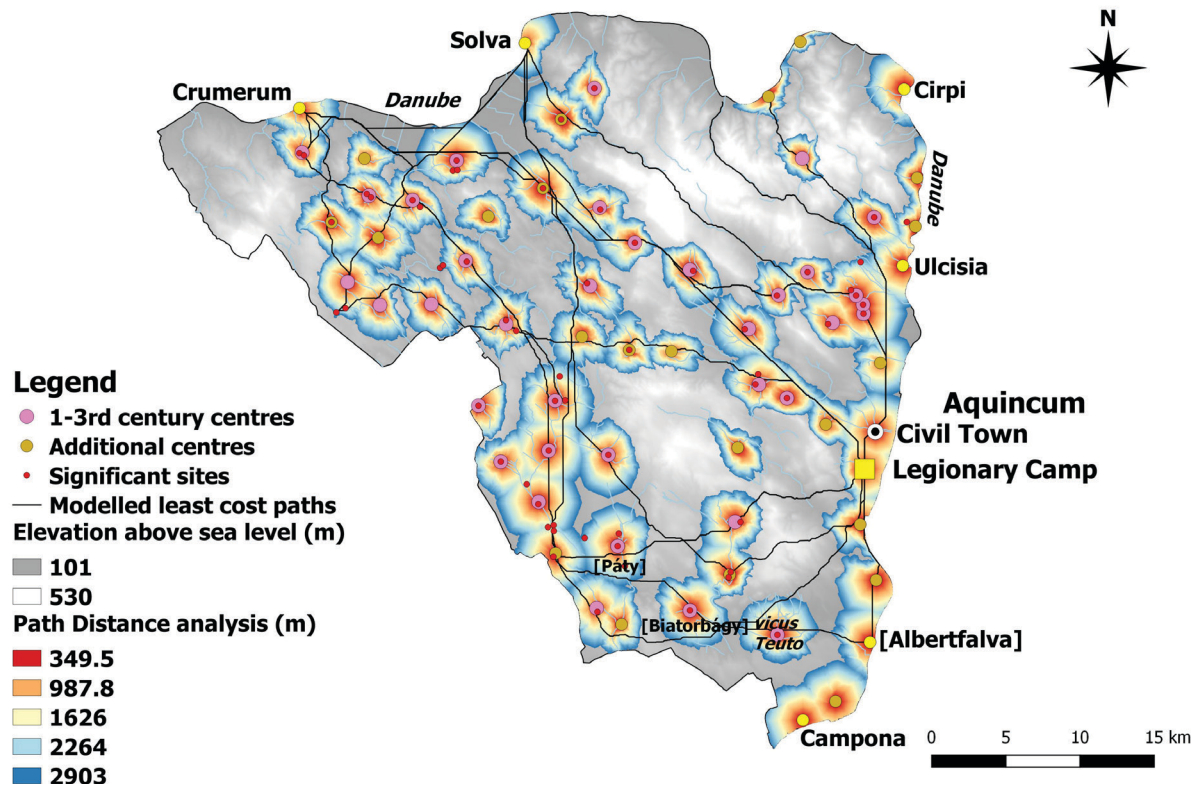 N
Solva
Crumerum
Danube
Cirpi
Danube
Ulcisia
Legend
1-3rd century centres
Additional centres
Significant sites
Modelled least cost paths
Elevation above sea level (m)
101
530
Path Distance analysis (m)
349.5
987.8
1626
2264
2903
Aquincum
Civil Town
Legionary Camp
[Páty]
[Biatorbágy]
vicus
Teuto
[Albertfalva]
Campona
0 5 10 15 km